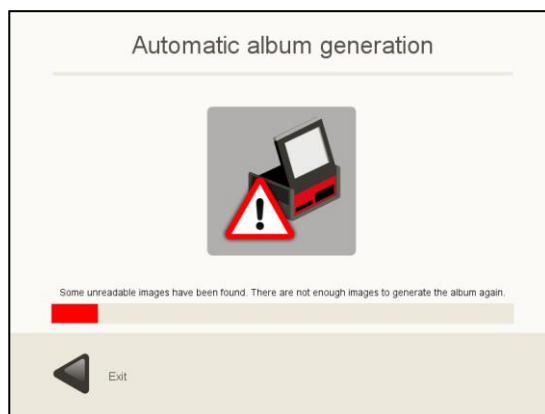 Automatic album generation
Some unreadable images have been found. There are not enough images to generate the album again.
Exit